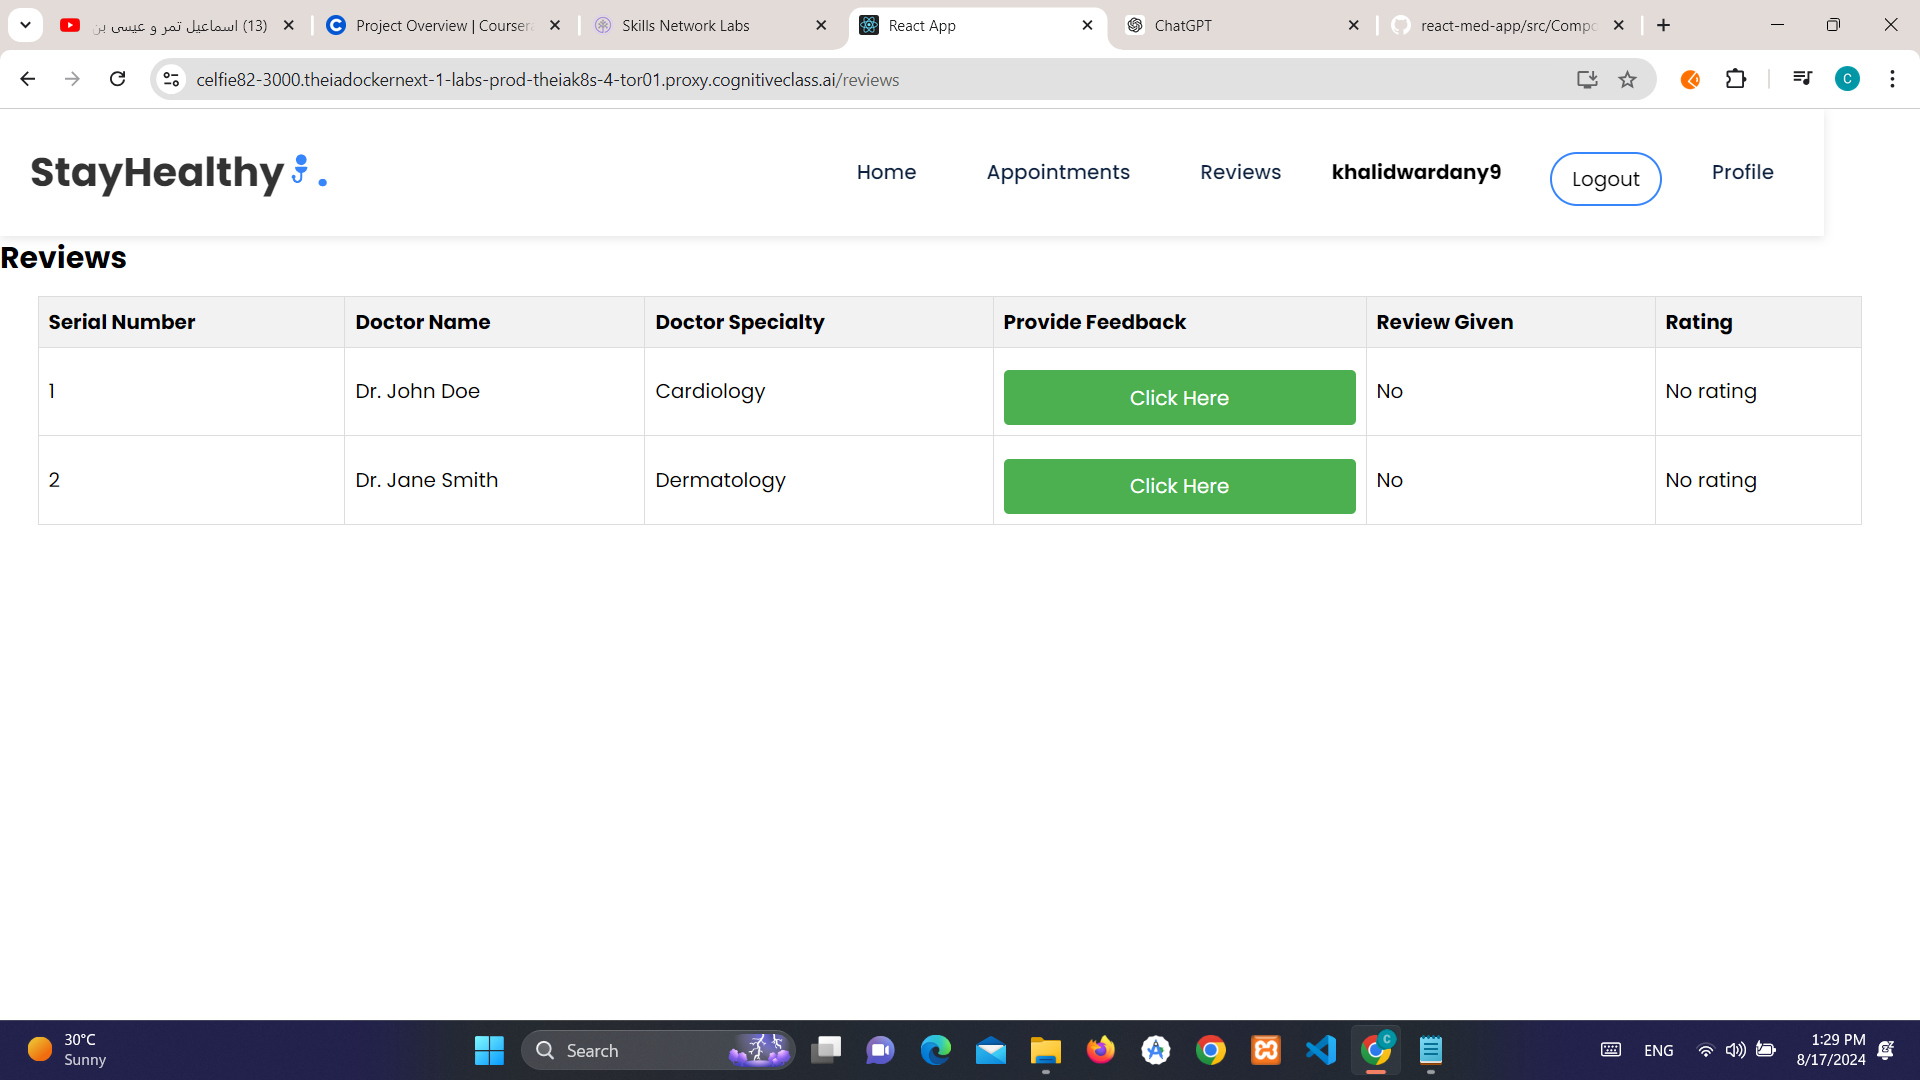 (13) اسماعيل تمر و عيسى بن
Project Overview | Coursera
Skills Network Labs
React App
ChatGPT
react-med-app/src/Compo
celfie82-3000.theiadockernext-1-labs-prod-theiak8s-4-tor01.proxy.cognitiveclass.ai/reviews
C
StayHealthy .
Home
Appointments
Reviews
khalidwardany9
Logout
Profile
Reviews
Serial Number Doctor Name Doctor Specialty Provide Feedback Review Given Rating
1 Dr. John Doe Cardiology Click Here No No rating
2 Dr. Jane Smith Dermatology Click Here No No rating
30°C
Sunny
Search
C
ENG
1:29 PM
8/17/2024